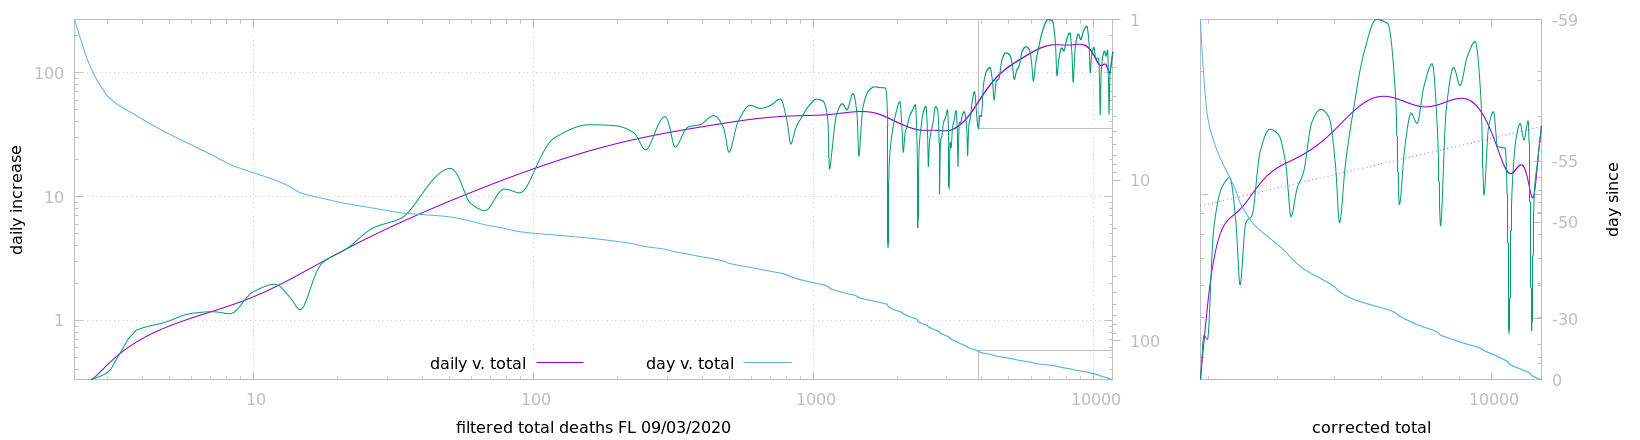 daily increase
100
10
1
1
10
100
daily v. total
day v. total
10
100
1000
10000
filtered total deaths FL 09/03/2020
-59
-55
-50
-30
0
day since
10000
corrected total